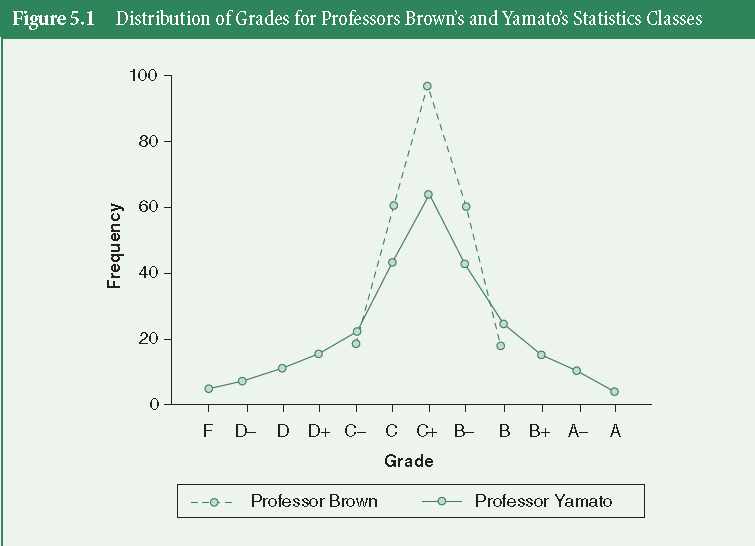 Figure 5.1 Distribution of Grades for Professors Brown's and Yamato's Statistics Classes
100
80
60
40
20
0
Frequency
F D– D D+ C– C C+ B– B B+ A– A
Grade
Professor Brown Professor Yamato